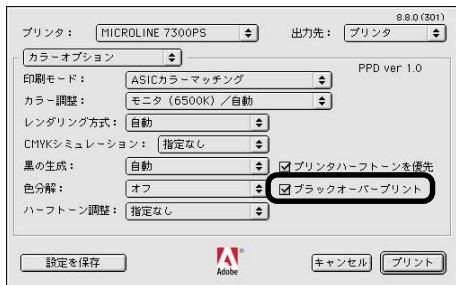 8.8.0 (301)
プリンタ： MICROLINE 7300PS 出力先： プリンタ
カラーオプション
PPD ver 1.0
印刷モード： ASICカラーマッチング
カラー調整： モニタ（6500K）／自動
レンダリング方式： 自動
CMYKシミュレーション： 指定なし
黒の生成： 自動 プリンタハーフトーンを優先
色分解： オフ ブラックオーバープリント
ハーフトーン調整： 指定なし
設定を保存 Adobe キャンセル プリント